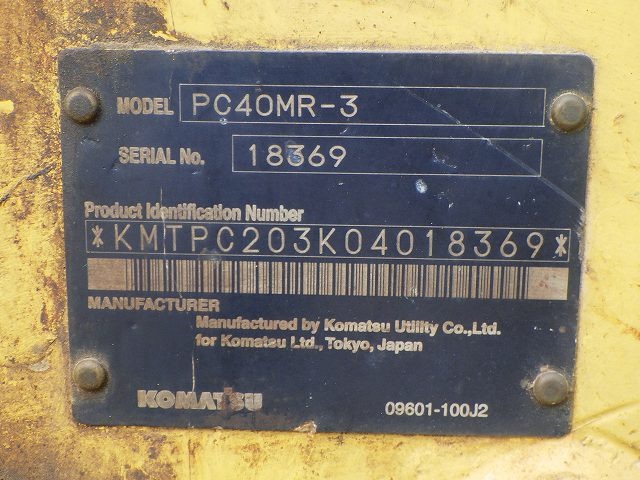 MODEL PC40MR-3
SERIAL No. 18369
Product Identification Number
*KMTPC203K04018369*
MANUFACTURER
Manufactured by Komatsu Utility Co.,Ltd.
for Komatsu Ltd., Tokyo, Japan
KOMATSU 09601-100J2